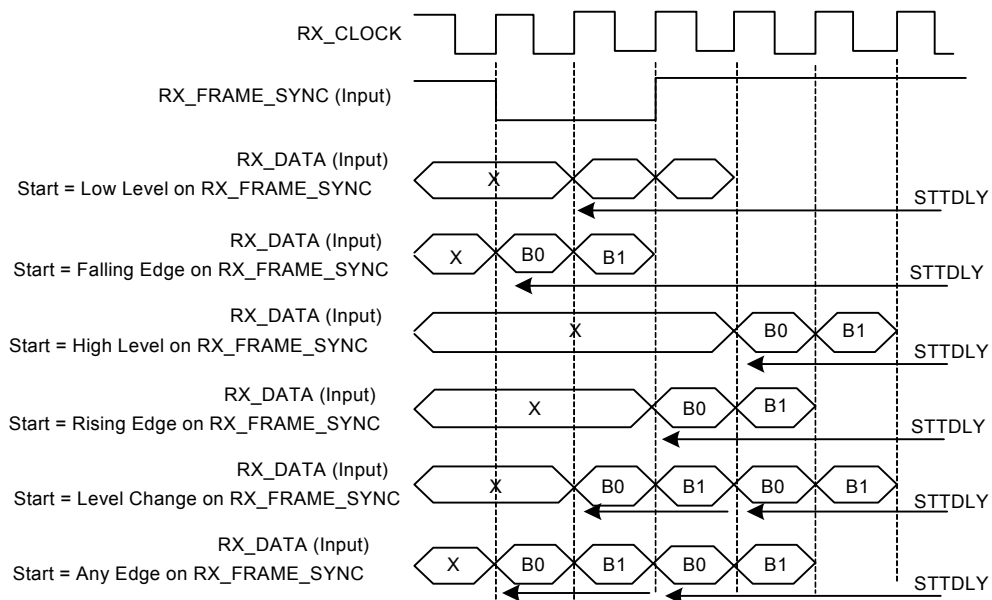 RX_CLOCK
RX_FRAME_SYNC (Input)
RX_DATA (Input)
Start = Low Level on RX_FRAME_SYNC
X
STTDLY
RX_DATA (Input)
Start = Falling Edge on RX_FRAME_SYNC
X B0 B1
STTDLY
RX_DATA (Input)
Start = High Level on RX_FRAME_SYNC
X B0 B1
STTDLY
RX_DATA (Input)
Start = Rising Edge on RX_FRAME_SYNC
X B0 B1
STTDLY
RX_DATA (Input)
Start = Level Change on RX_FRAME_SYNC
X B0 B1 B0 B1
STTDLY
RX_DATA (Input)
Start = Any Edge on RX_FRAME_SYNC
X B0 B1 B0 B1
STTDLY